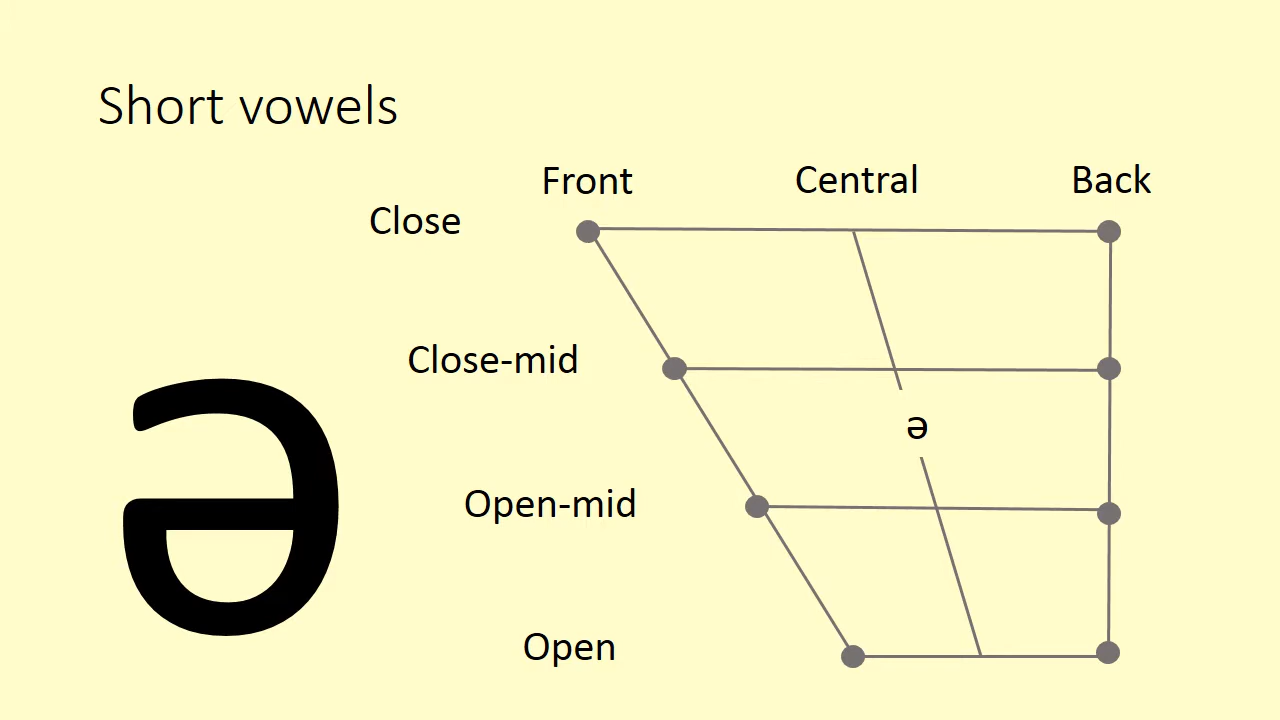 Short vowels
Front Central Back
Close
Close-mid
ə
Open-mid
Open
ə